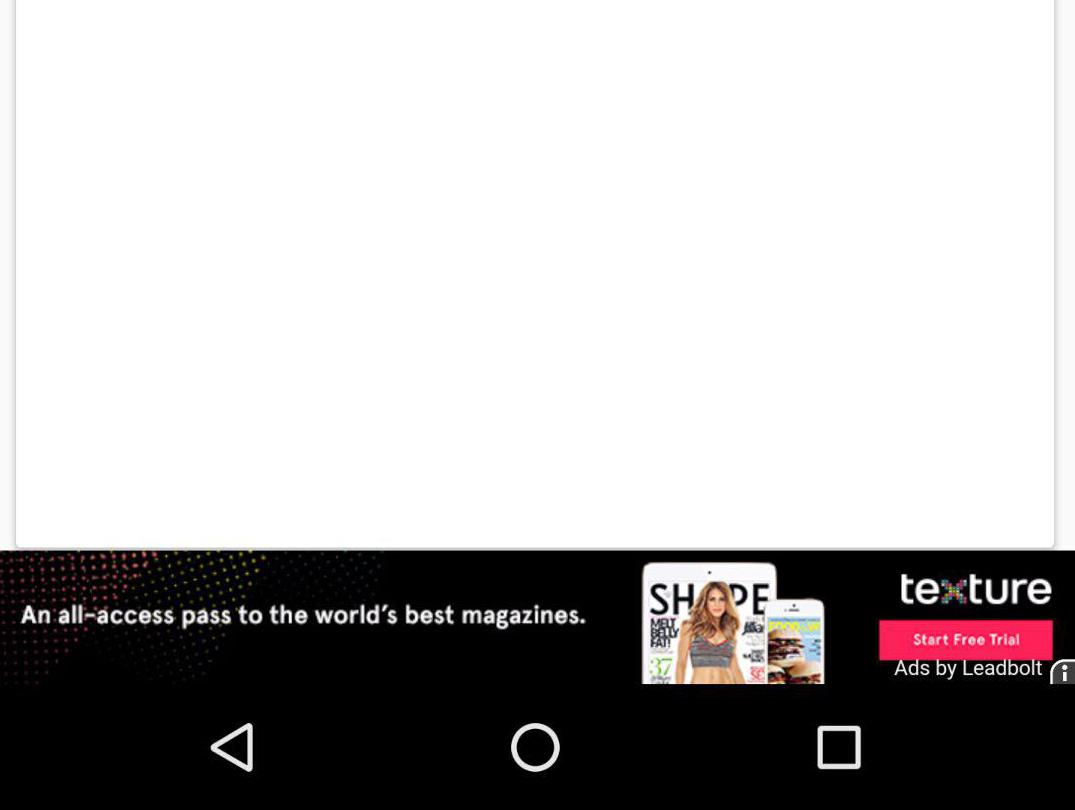 An all-access pass to the world's best magazines.
SHAPE
MELT
BELLY
FAT!
37
texture
Start Free Trial
Ads by Leadbolt